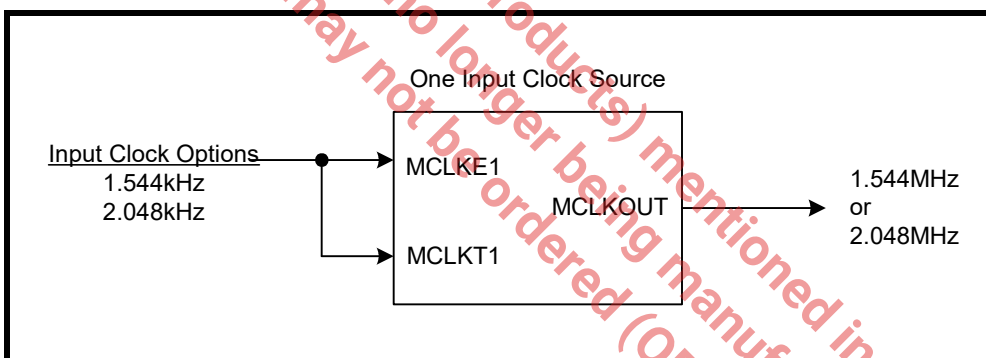 One Input Clock Source
Input Clock Options
1.544kHz
2.048kHz
MCLKE1
MCLKOUT
MCLKT1
1.544MHz
or
2.048MHz
products) mentioned in
no longer being manuf
may not be ordered (O